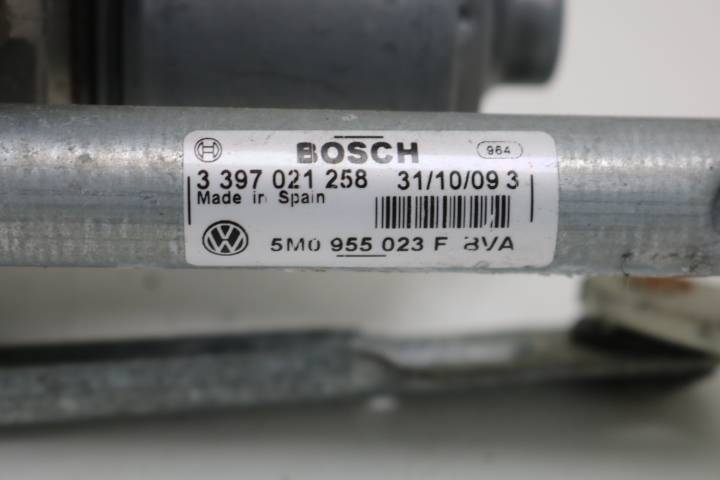 BOSCH 964
3 397 021 258 31/10/09 3
Made in Spain
5M0 955 023 F 8VA